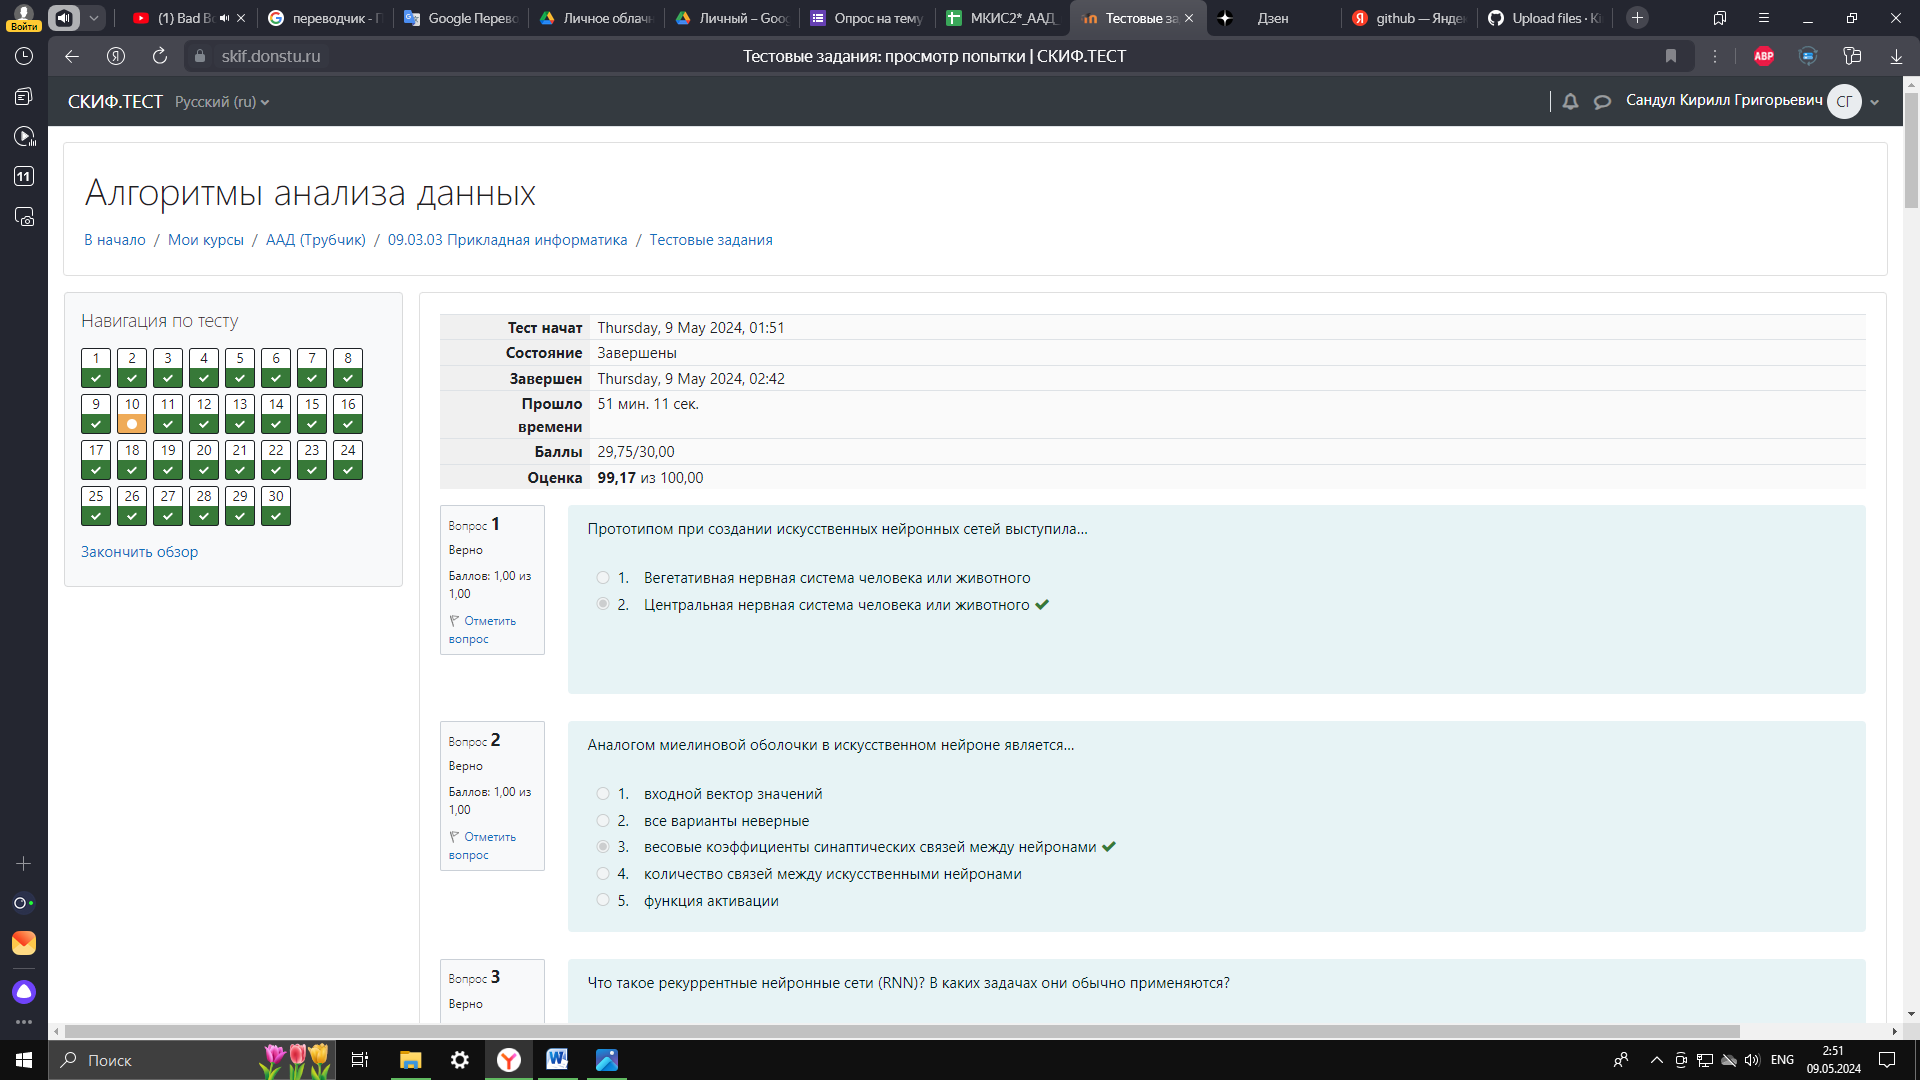 Войти
(1) Bad B
переводчик - П
Google Перево
Личное облачн
Личный – Goog
Опрос на тему
МКИС2*_ААД_
Тестовые за
Дзен
github — Янде
Upload files · Ki
skif.donstu.ru
Тестовые задания: просмотр попытки | СКИФ.ТЕСТ
ABP
11
СКИФ.ТЕСТ
Русский (ru)
Сандул Кирилл Григорьевич
СГ
Алгоритмы анализа данных
В начало / Мои курсы / ААД (Трубчик) / 09.03.03 Прикладная информатика / Тестовые задания
Навигация по тесту
1 2 3 4 5 6 7 8
9 10 11 12 13 14 15 16
17 18 19 20 21 22 23 24
25 26 27 28 29 30
Закончить обзор
Тест начат Thursday, 9 May 2024, 01:51
Состояние Завершены
Завершен Thursday, 9 May 2024, 02:42
Прошло времени 51 мин. 11 сек.
Баллы 29,75/30,00
Оценка 99,17 из 100,00
Вопрос 1
Верно
Баллов: 1,00 из
1,00
Отметить
вопрос
Прототипом при создании искусственных нейронных сетей выступила...
1. Вегетативная нервная система человека или животного
2. Центральная нервная система человека или животного
Вопрос 2
Верно
Баллов: 1,00 из
1,00
Отметить
вопрос
Аналогом миелиновой оболочки в искусственном нейроне является...
1. входной вектор значений
2. все варианты неверные
3. весовые коэффициенты синаптических связей между нейронами
4. количество связей между искусственными нейронами
5. функция активации
Вопрос 3
Верно
Что такое рекуррентные нейронные сети (RNN)? В каких задачах они обычно применяются?
Поиск
ENG
2:51
09.05.2024